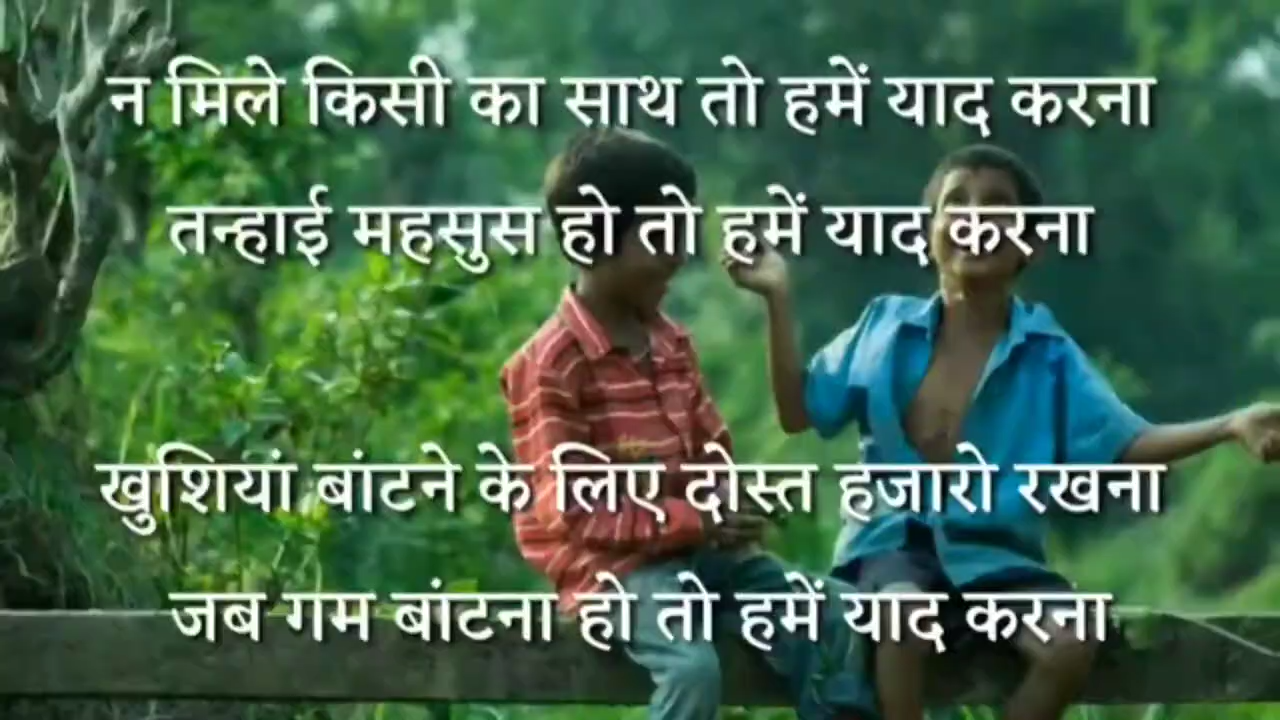 न मिले किसी का साथ तो हमें याद करना
तन्हाई महसुस हो तो हमें याद करना
खुशियां बांटने के लिए दोस्त हजारो रखना
जब गम बांटना हो तो हमें याद करना